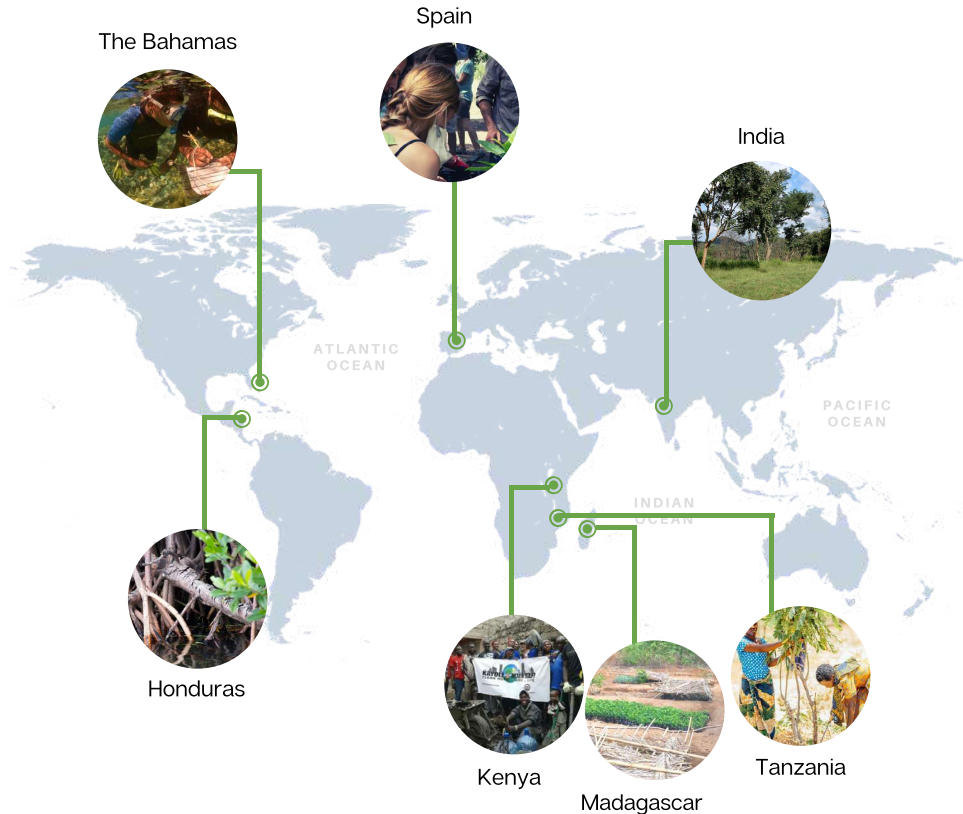 Spain
The Bahamas
India
ATLANTIC
OCEAN
PACIFIC
OCEAN
INDIAN
OCEAN
Honduras
Kenya
Tanzania
Madagascar